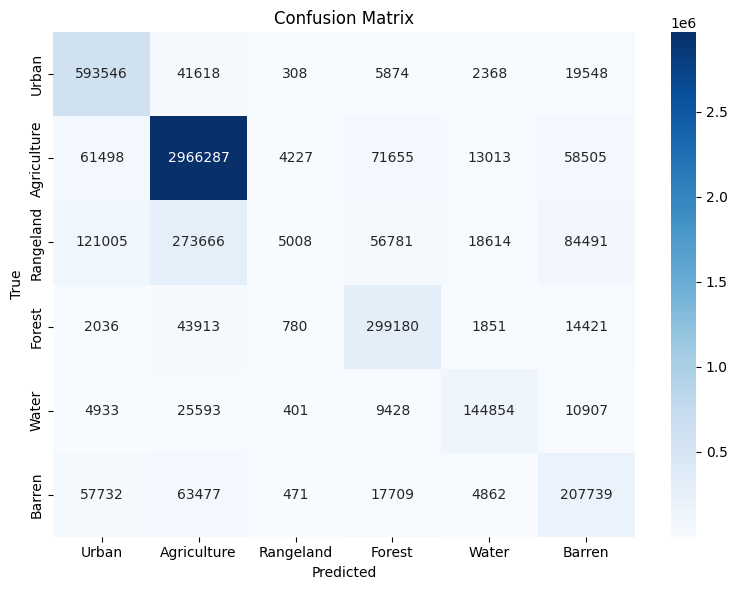 Confusion Matrix
1e6
Urban 593546 41618 308 5874 2368 19548
Agriculture 61498 2966287 4227 71655 13013 58505
Rangeland 121005 273666 5008 56781 18614 84491
Forest 2036 43913 780 299180 1851 14421
Water 4933 25593 401 9428 144854 10907
Barren 57732 63477 471 17709 4862 207739
True
Urban Agriculture Rangeland Forest Water Barren
Predicted
2.5
2.0
1.5
1.0
0.5